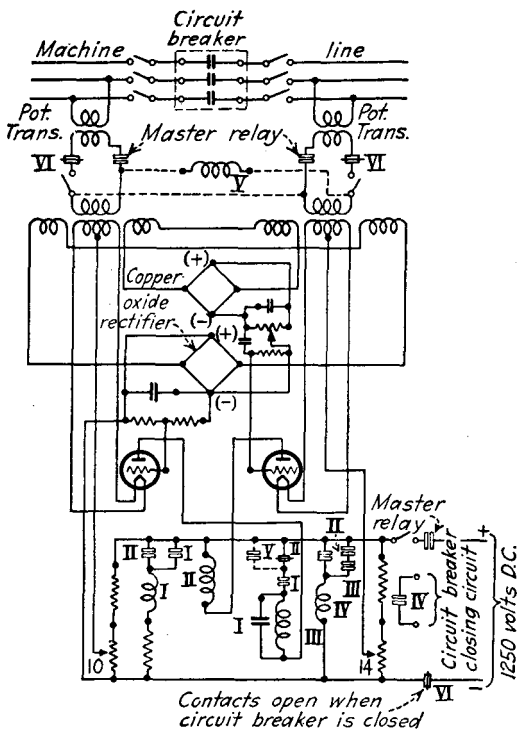 Circuit
breaker
Machine
line
Pot.
Trans.
Master relay
Pot.
Trans.
VI
V
VI
(+)
Copper
oxide
rectifier
(-)
(+)
(-)
Master
relay
+
II
I
II
V
II
II
I
I
III
I
III
IV
IV
10
14
Circuit breaker
closing circuit
1250 volts D.C.
VI
-
Contacts open when
circuit breaker is closed